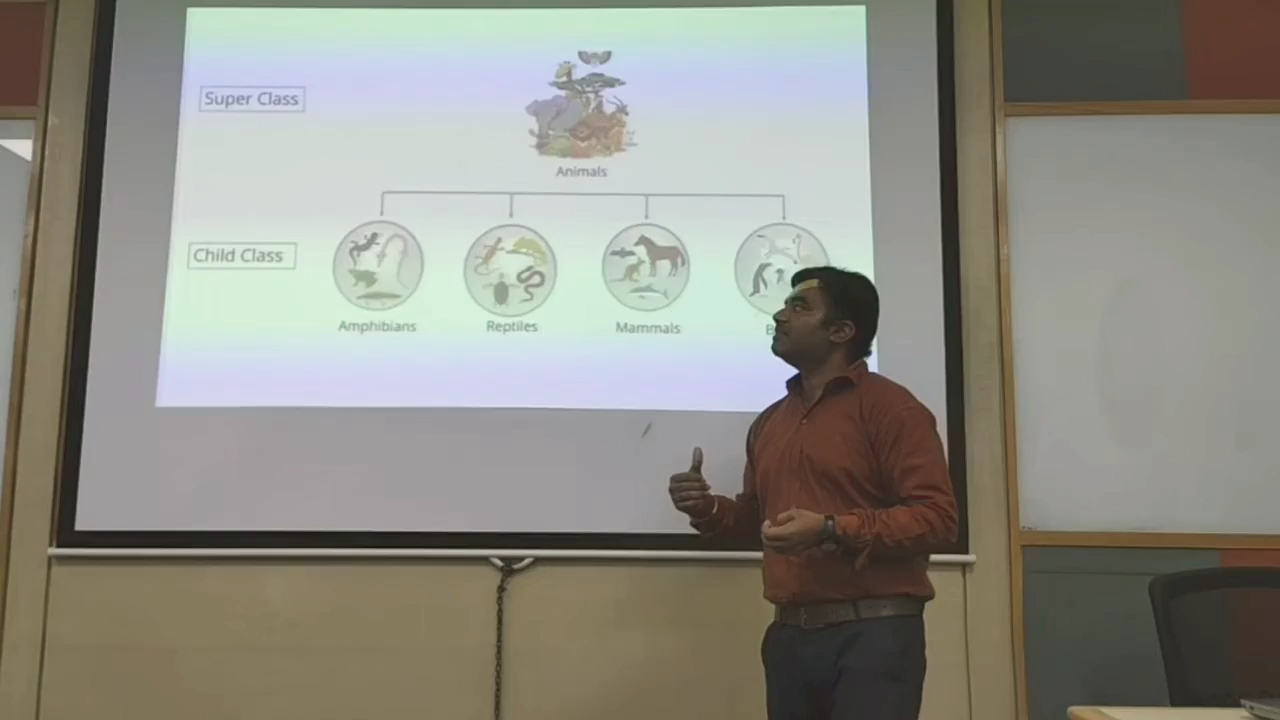 Super Class
Animals
Child Class
Amphibians
Reptiles
Mammals